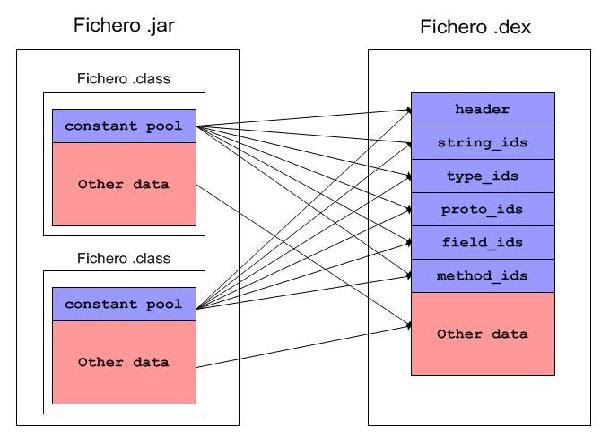 Fichero .jar
Fichero .class
constant pool
Other data
Fichero .class
constant pool
Other data
Fichero .dex
header
string_ids
type_ids
proto_ids
field_ids
method_ids
Other data